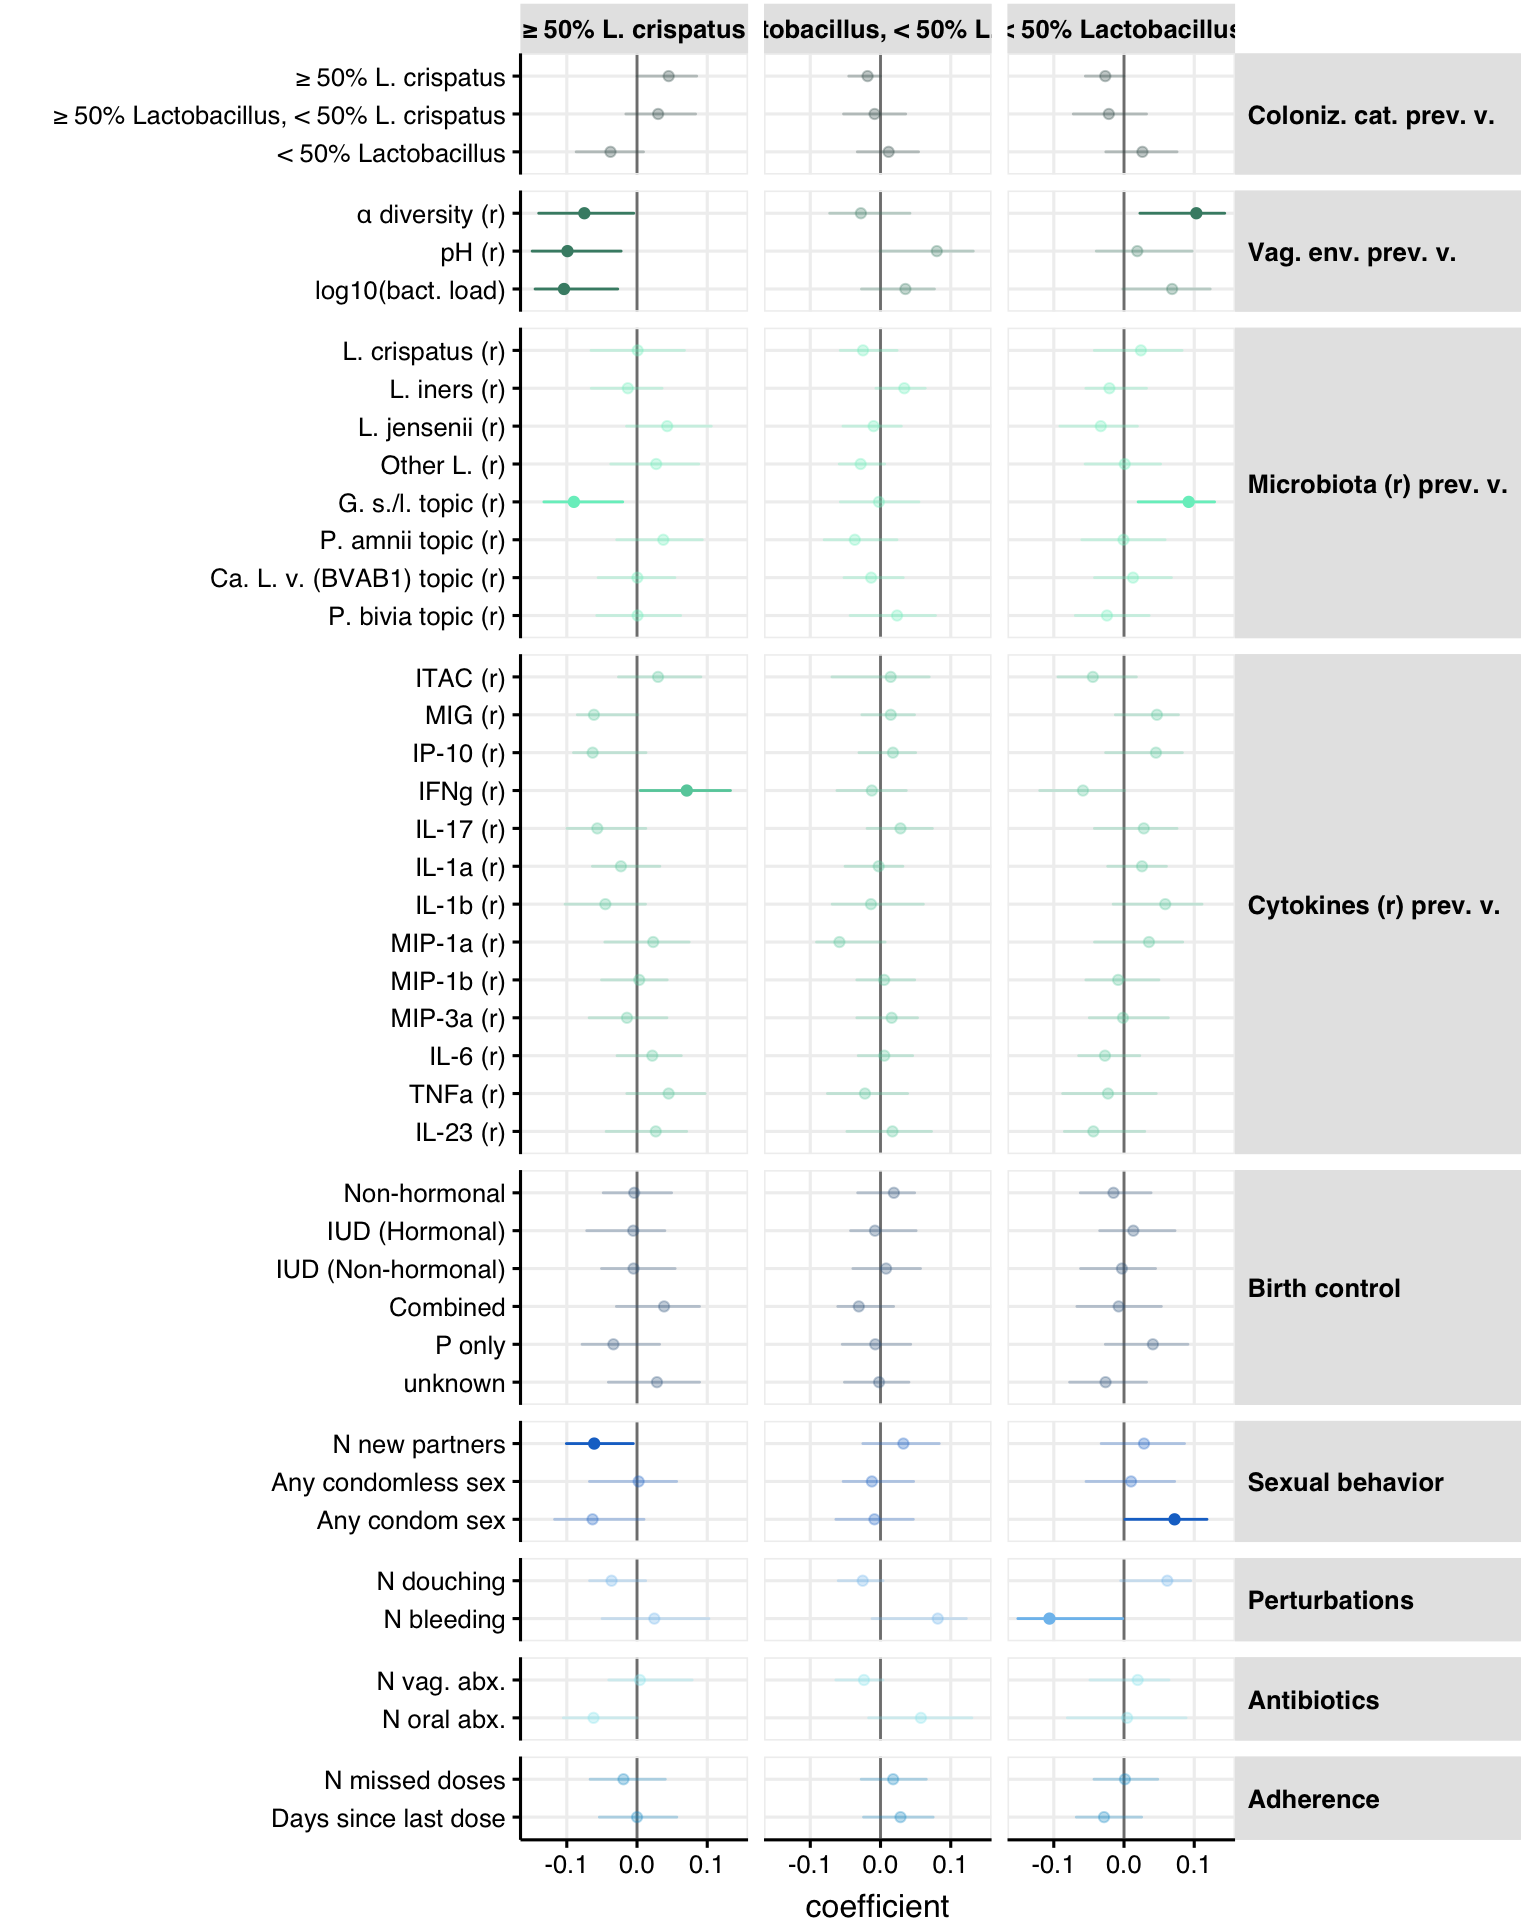 ≥ 50% L. crispatus
tobacillus, < 50% L.
< 50% Lactobacillus
≥ 50% L. crispatus
≥ 50% Lactobacillus, < 50% L. crispatus
< 50% Lactobacillus
Coloniz. cat. prev. v.
α diversity (r)
pH (r)
log10(bact. load)
Vag. env. prev. v.
L. crispatus (r)
L. iners (r)
L. jensenii (r)
Other L. (r)
G. s./l. topic (r)
P. amnii topic (r)
Ca. L. v. (BVAB1) topic (r)
P. bivia topic (r)
Microbiota (r) prev. v.
ITAC (r)
MIG (r)
IP-10 (r)
IFNg (r)
IL-17 (r)
IL-1a (r)
IL-1b (r)
MIP-1a (r)
MIP-1b (r)
MIP-3a (r)
IL-6 (r)
TNFa (r)
IL-23 (r)
Cytokines (r) prev. v.
Non-hormonal
IUD (Hormonal)
IUD (Non-hormonal)
Combined
P only
unknown
Birth control
N new partners
Any condomless sex
Any condom sex
Sexual behavior
N douching
N bleeding
Perturbations
N vag. abx.
N oral abx.
Antibiotics
N missed doses
Days since last dose
Adherence
-0.1 0.0 0.1
-0.1 0.0 0.1
-0.1 0.0 0.1
coefficient